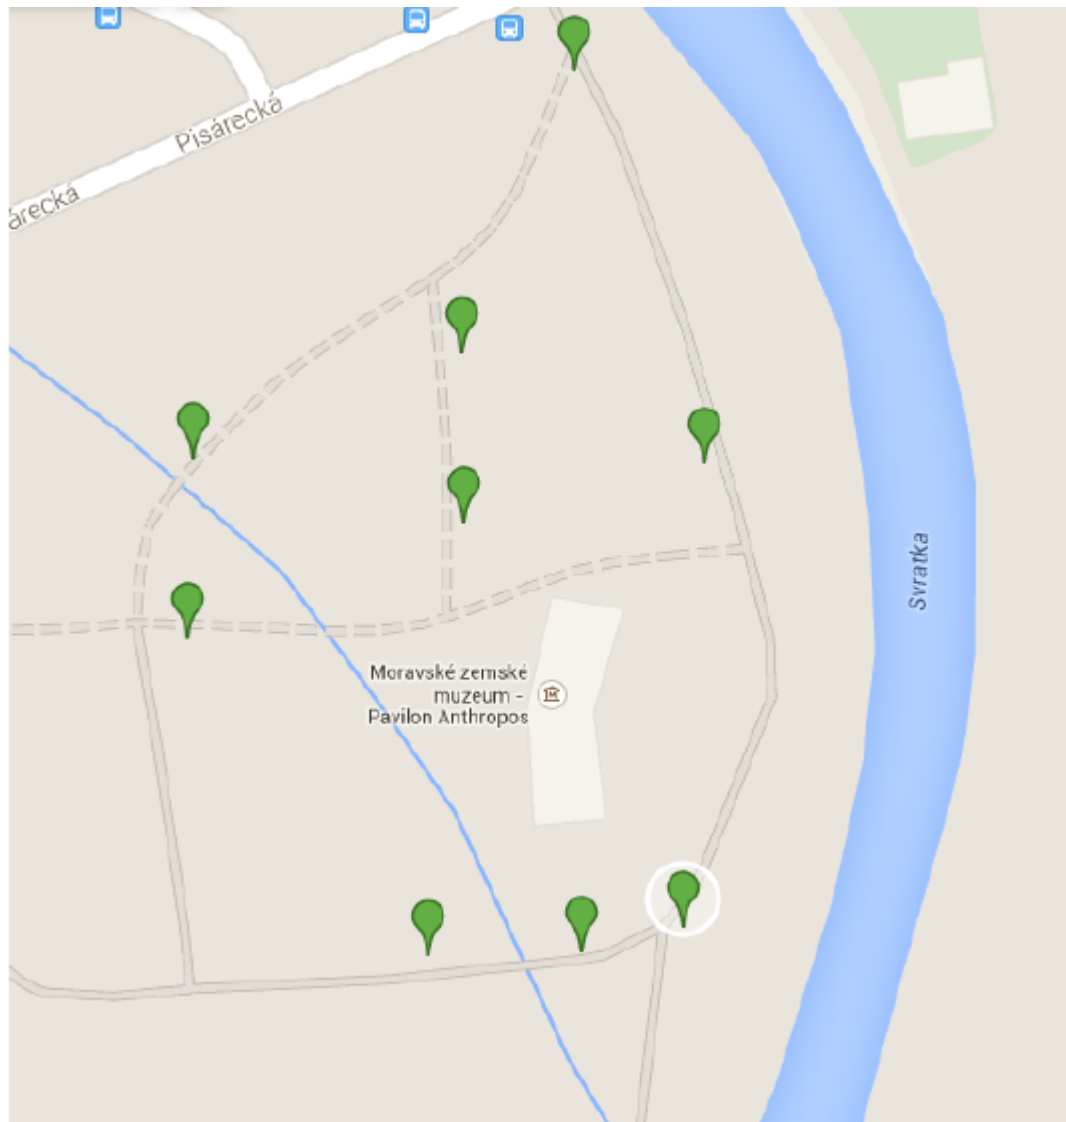 Pisárecká
árecká
Svratka
Moravské zemské
muzeum -
Pavilon Anthropos